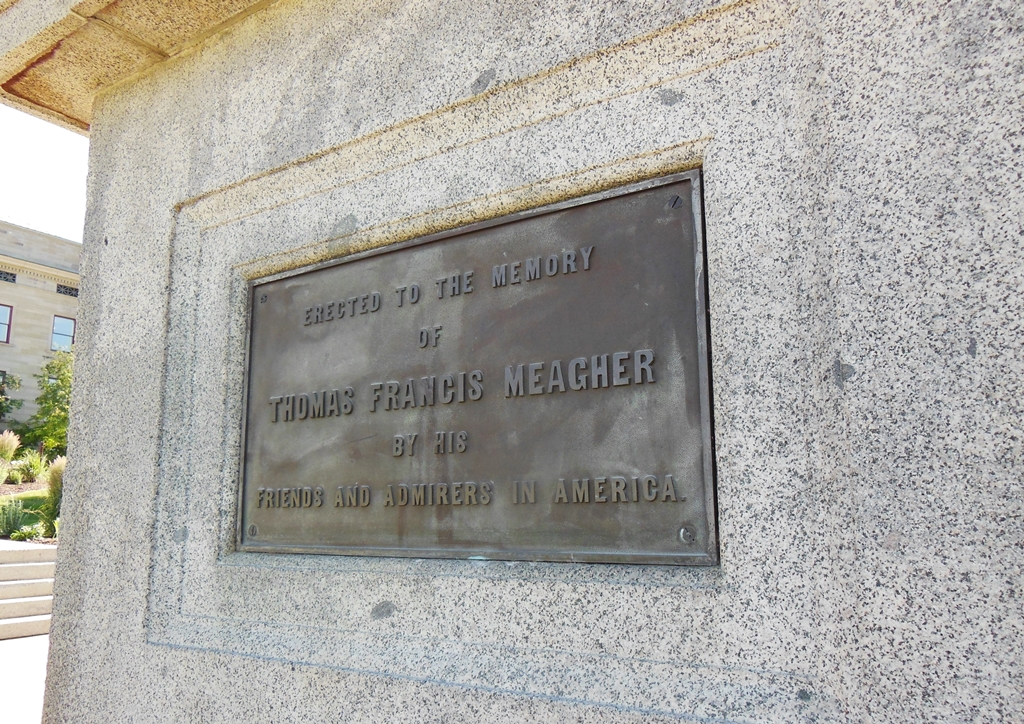 ERECTED TO THE MEMORY
OF
THOMAS FRANCIS MEAGHER
BY HIS
FRIENDS AND ADMIRERS IN AMERICA.